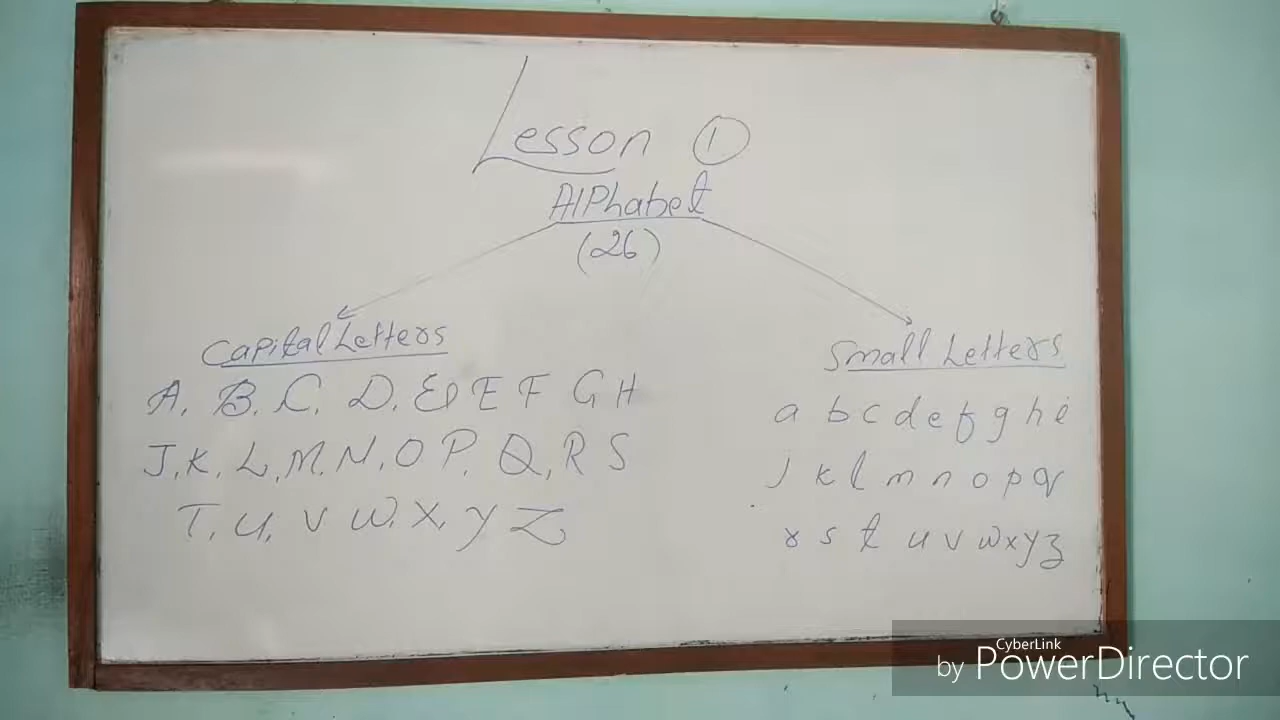 Lesson ①
AlPhabet
(26)
Capital Letters
A. B. C. D. E E F G H
J. K. L. M. N. O P. Q. R S
T. U. V W. X. Y Z
Small Letters
a b c d e f g h i
j k l m n o p q
r s t u v w x y z
CyberLink
by PowerDirector